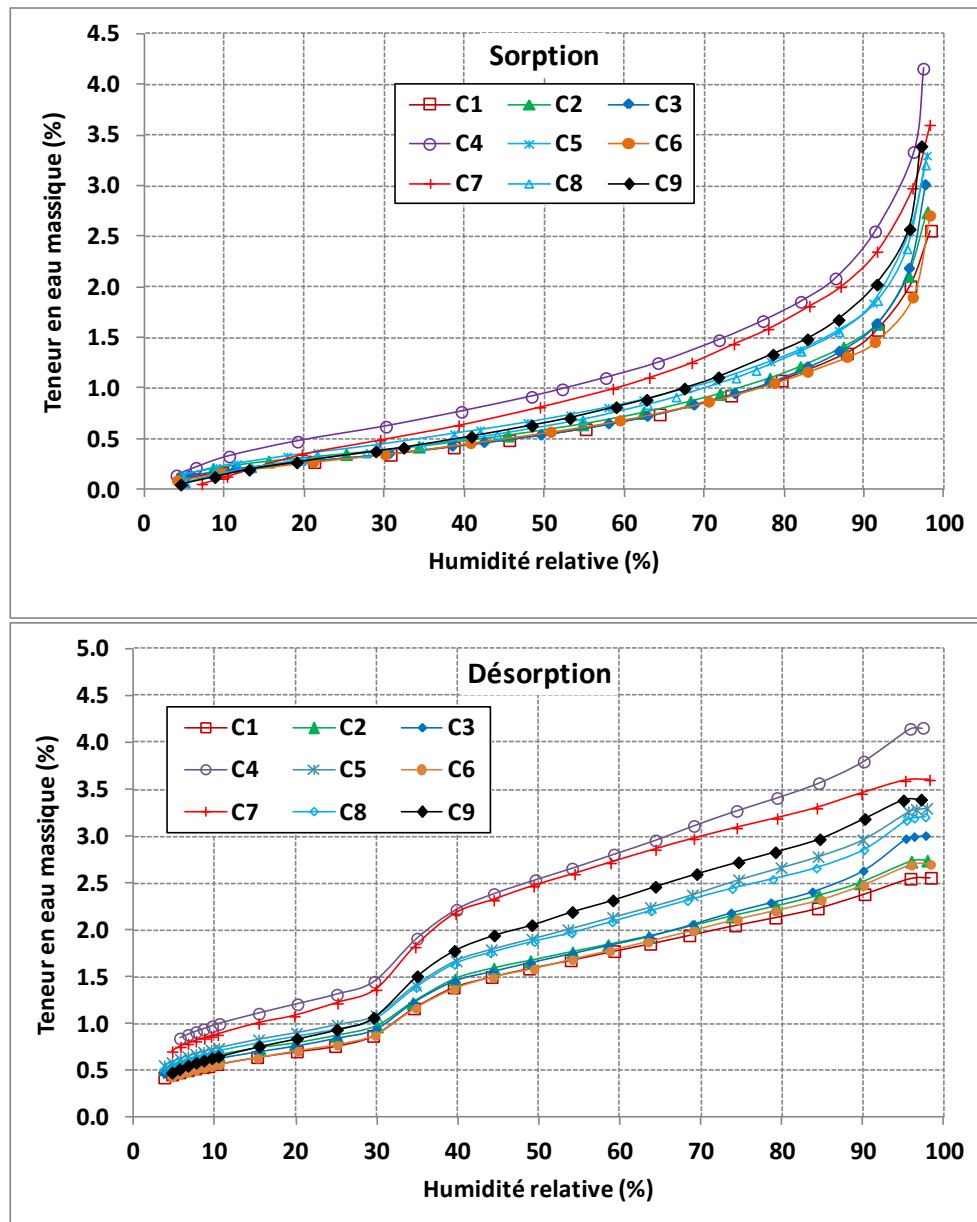 Sorption
C1 C2 C3
C4 C5 C6
C7 C8 C9
Teneur en eau massique (%)
4.5
4.0
3.5
3.0
2.5
2.0
1.5
1.0
0.5
0.0
0 10 20 30 40 50 60 70 80 90 100
Humidité relative (%)
Désorption
C1 C2 C3
C4 C5 C6
C7 C8 C9
Teneur en eau massique (%)
5.0
4.5
4.0
3.5
3.0
2.5
2.0
1.5
1.0
0.5
0.0
0 10 20 30 40 50 60 70 80 90 100
Humidité relative (%)